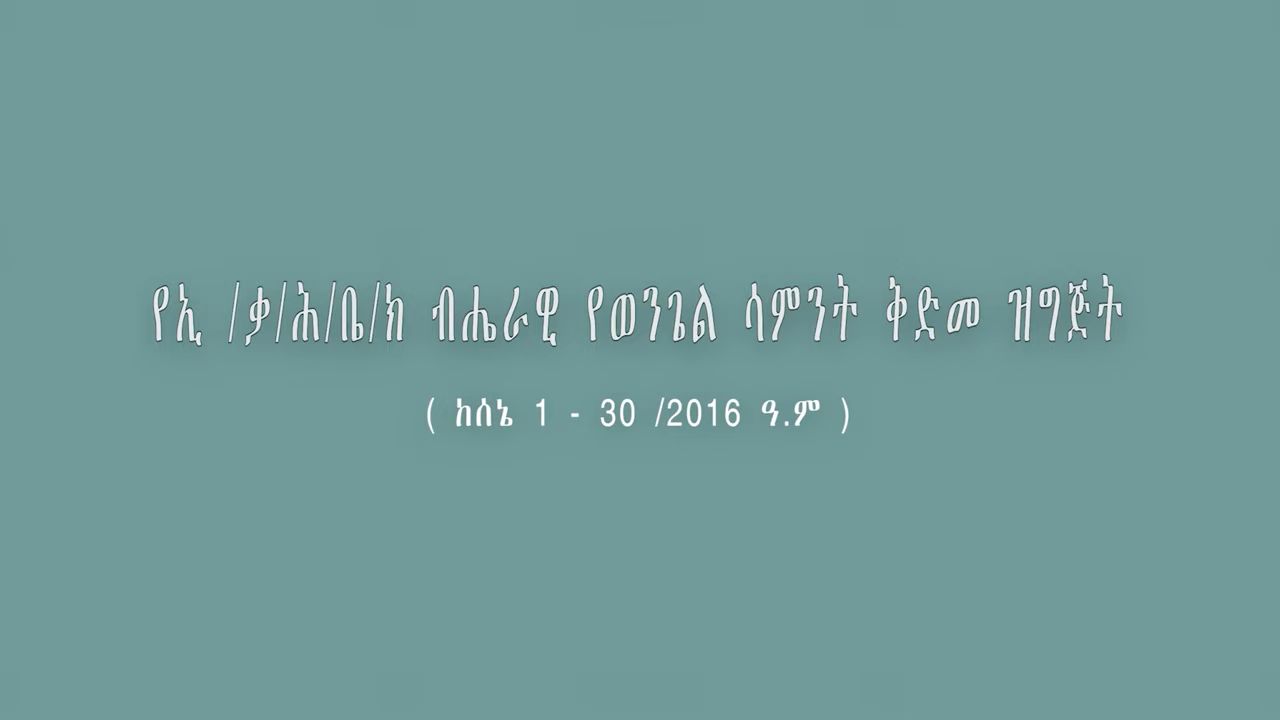 የኢ /ቃ/ሕ/ቤ/ክ ብሔራዊ የወንጌል ሳምንት ቅድመ ዝግጅት
( ከሰኔ 1 - 30 /2016 ዓ.ም )